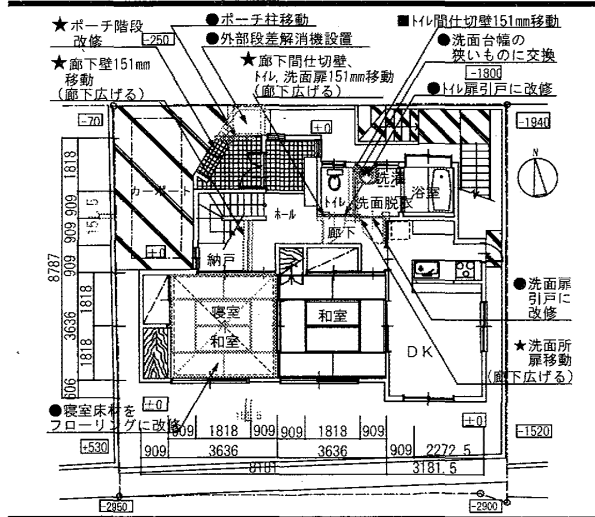 ★ポーチ階段
改修
-250
●ポーチ柱移動
●外部段差解消機設置
■トイレ間仕切壁151mm移動
●洗面台幅の
狭いものに交換
-1800
★廊下壁151mm
移動
(廊下広げる)
★廊下間仕切壁、
トイレ,洗面扉151mm移動
(廊下広げる)
●トイレ扉引戸に改修
-70
±0
-1940
N
カーポート
±0
ホール
トイレ
洗濯
洗面脱衣
浴室
廊下
納戸
寝室
和室
和室
DK
●洗面扉
引戸に
改修
★洗面所
扉移動
(廊下広げる)
●寝室床材を
フローリングに改修
±0
±0
-1520
+530
8787
1818
909
909
909
1818
3636
1818
606
909
1818
909
909
1818
909
909
3636
3636
909
2272.5
8181
3181.5
-2950
-2900